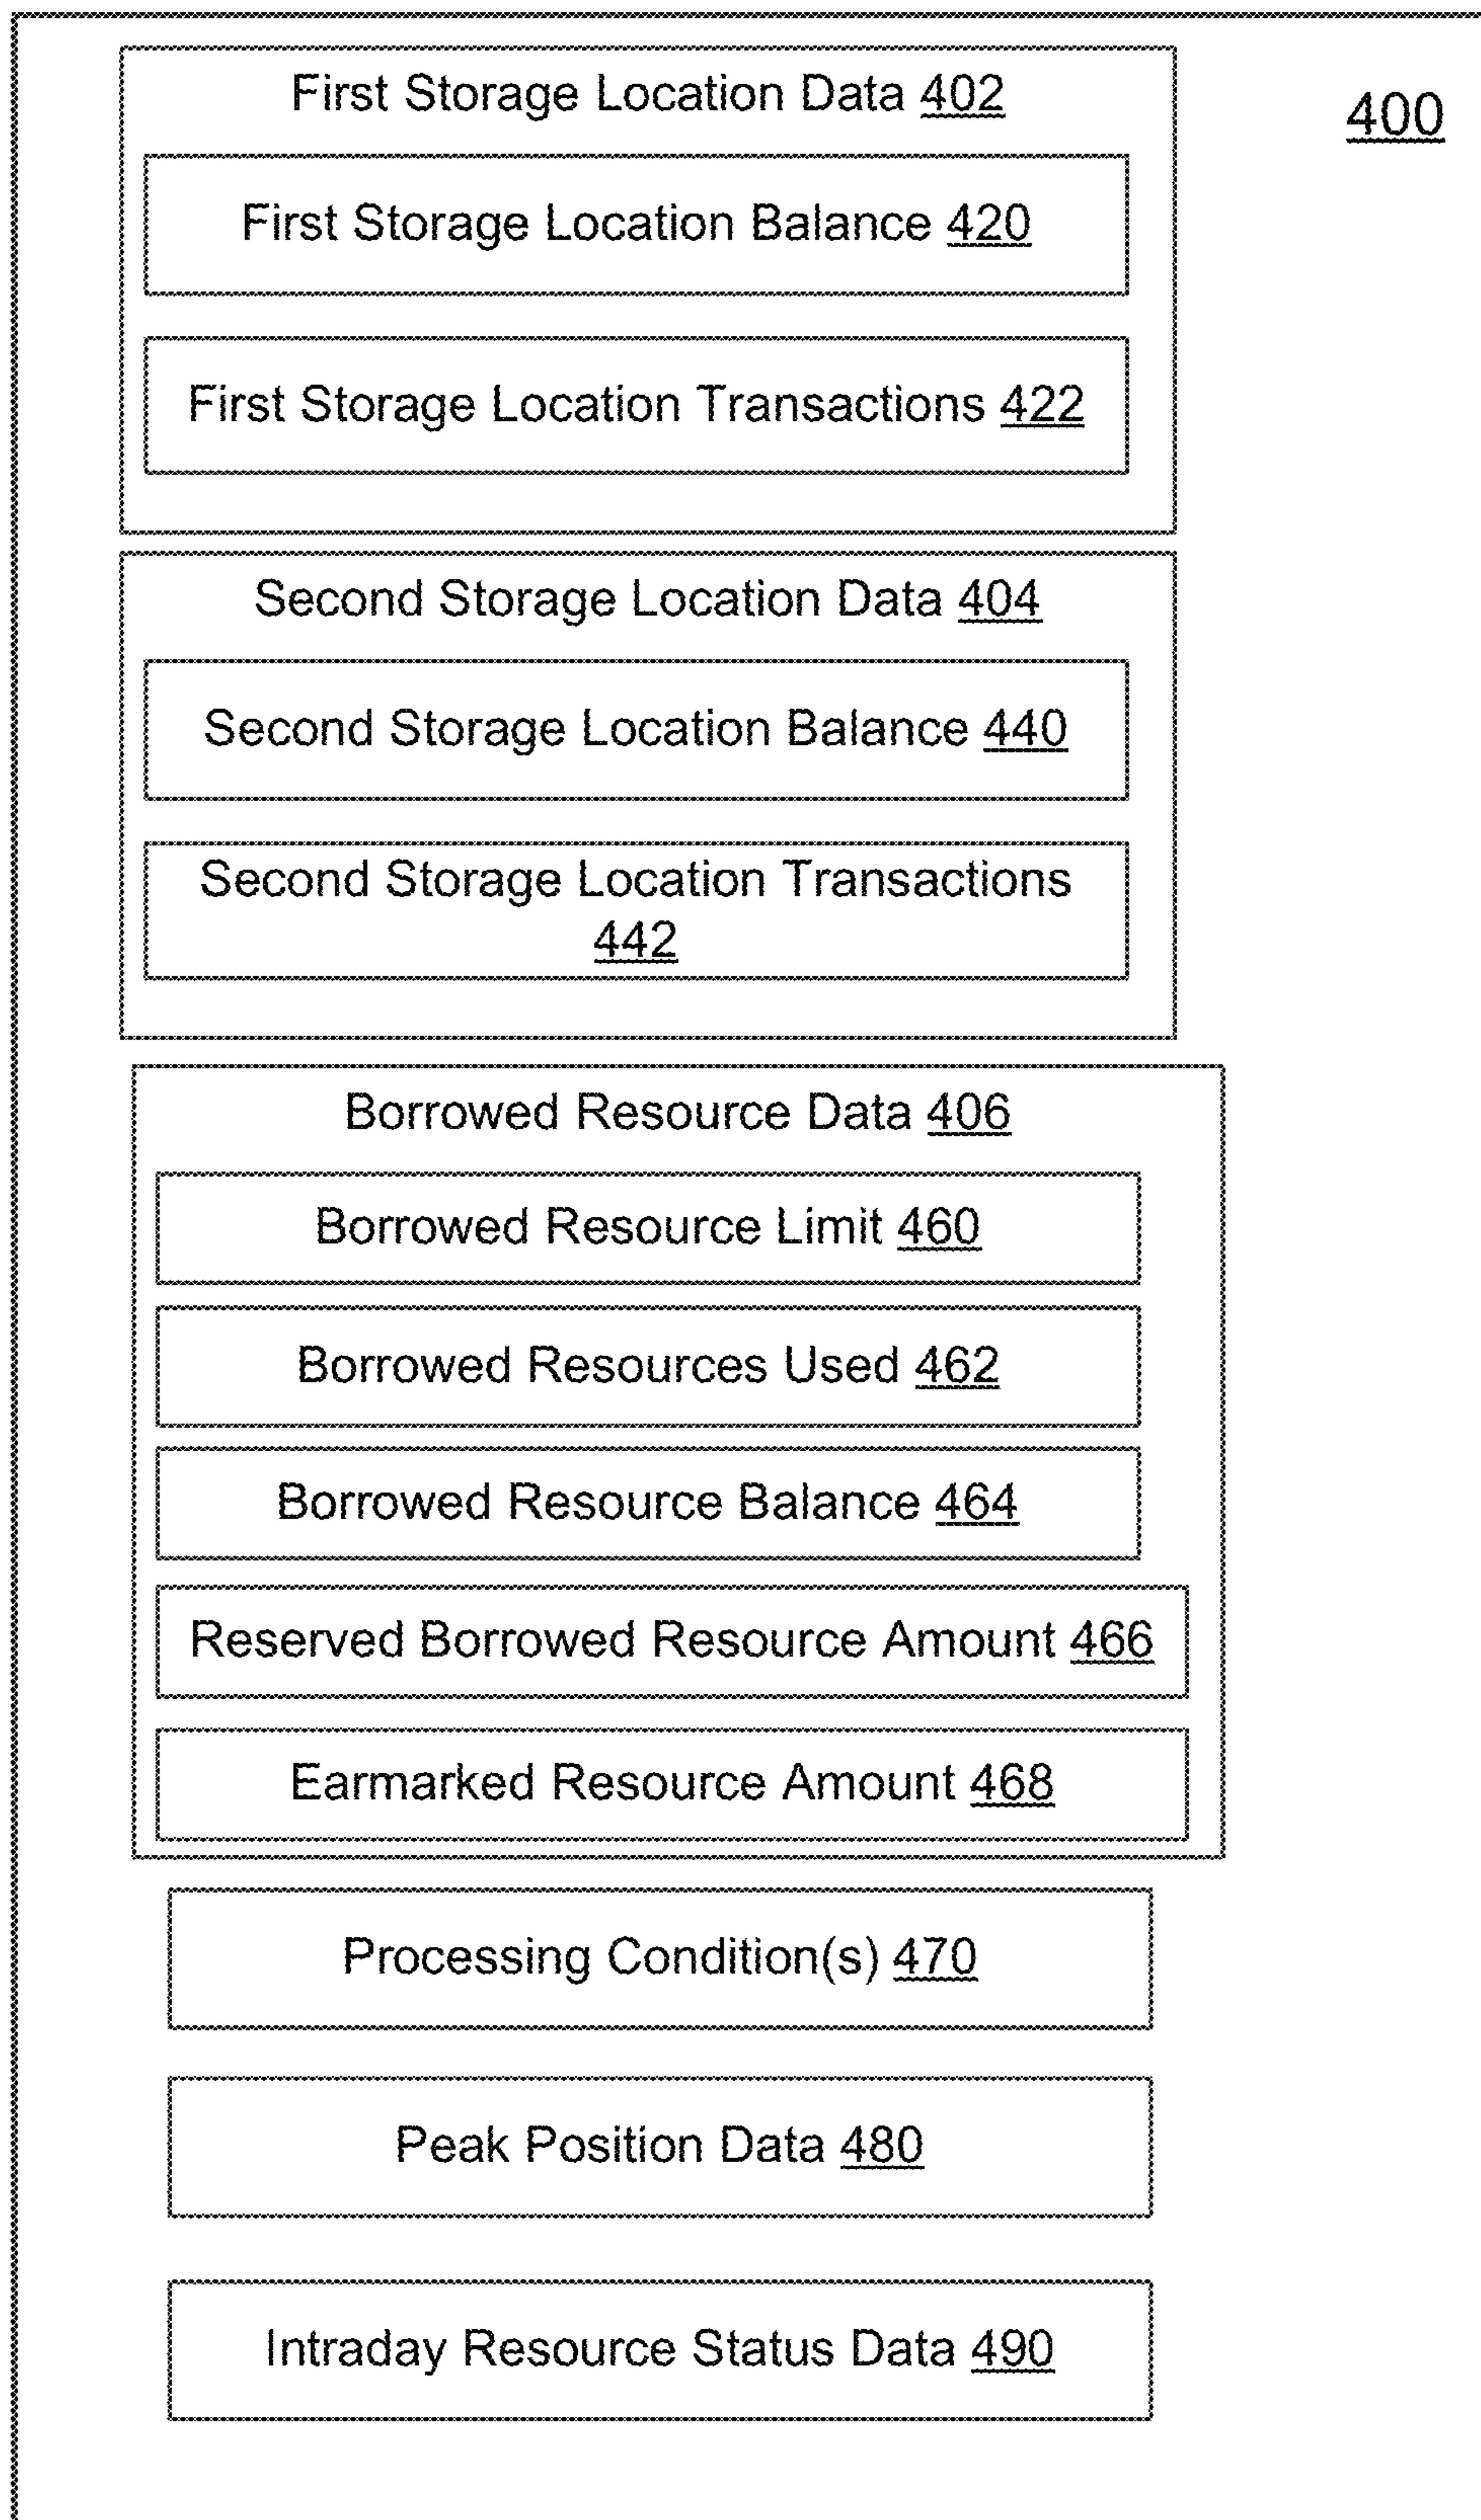 First Storage Location Data 402
400
First Storage Location Balance 420
First Storage Location Transactions 422
Second Storage Location Data 404
Second Storage Location Balance 440
Second Storage Location Transactions
442
Borrowed Resource Data 406
Borrowed Resource Limit 460
Borrowed Resources Used 462
Borrowed Resource Balance 464
Reserved Borrowed Resource Amount 466
Earmarked Resource Amount 468
Processing Condition(s) 470
Peak Position Data 480
Intraday Resource Status Data 490